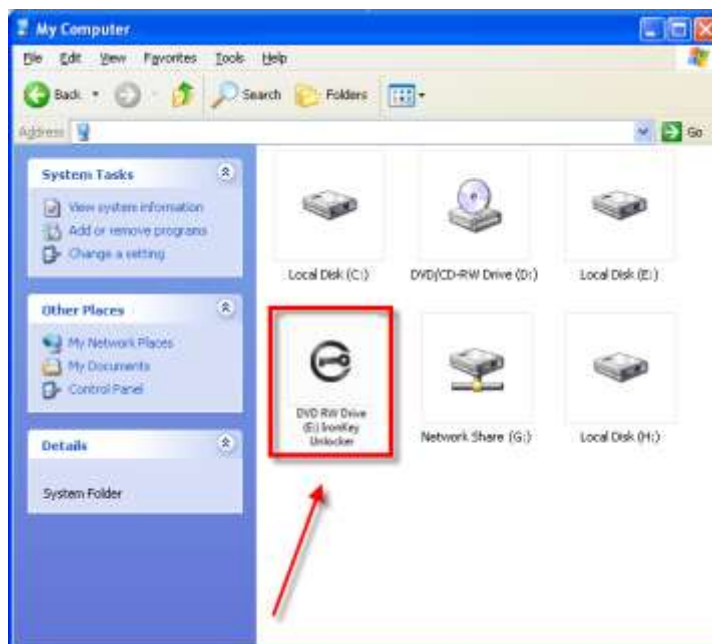 My Computer
File Edit View Favorites Tools Help
Back Search Folders
Address Go
System Tasks
View system information
Add or remove programs
Change a setting
Other Places
My Network Places
My Documents
Control Panel
Details
System Folder
Local Disk (C:) DVD/CD-RW Drive (D:) Local Disk (E:)
DVD RW Drive
(E:) IronKey
Unlocker
Network Share (G:) Local Disk (H:)